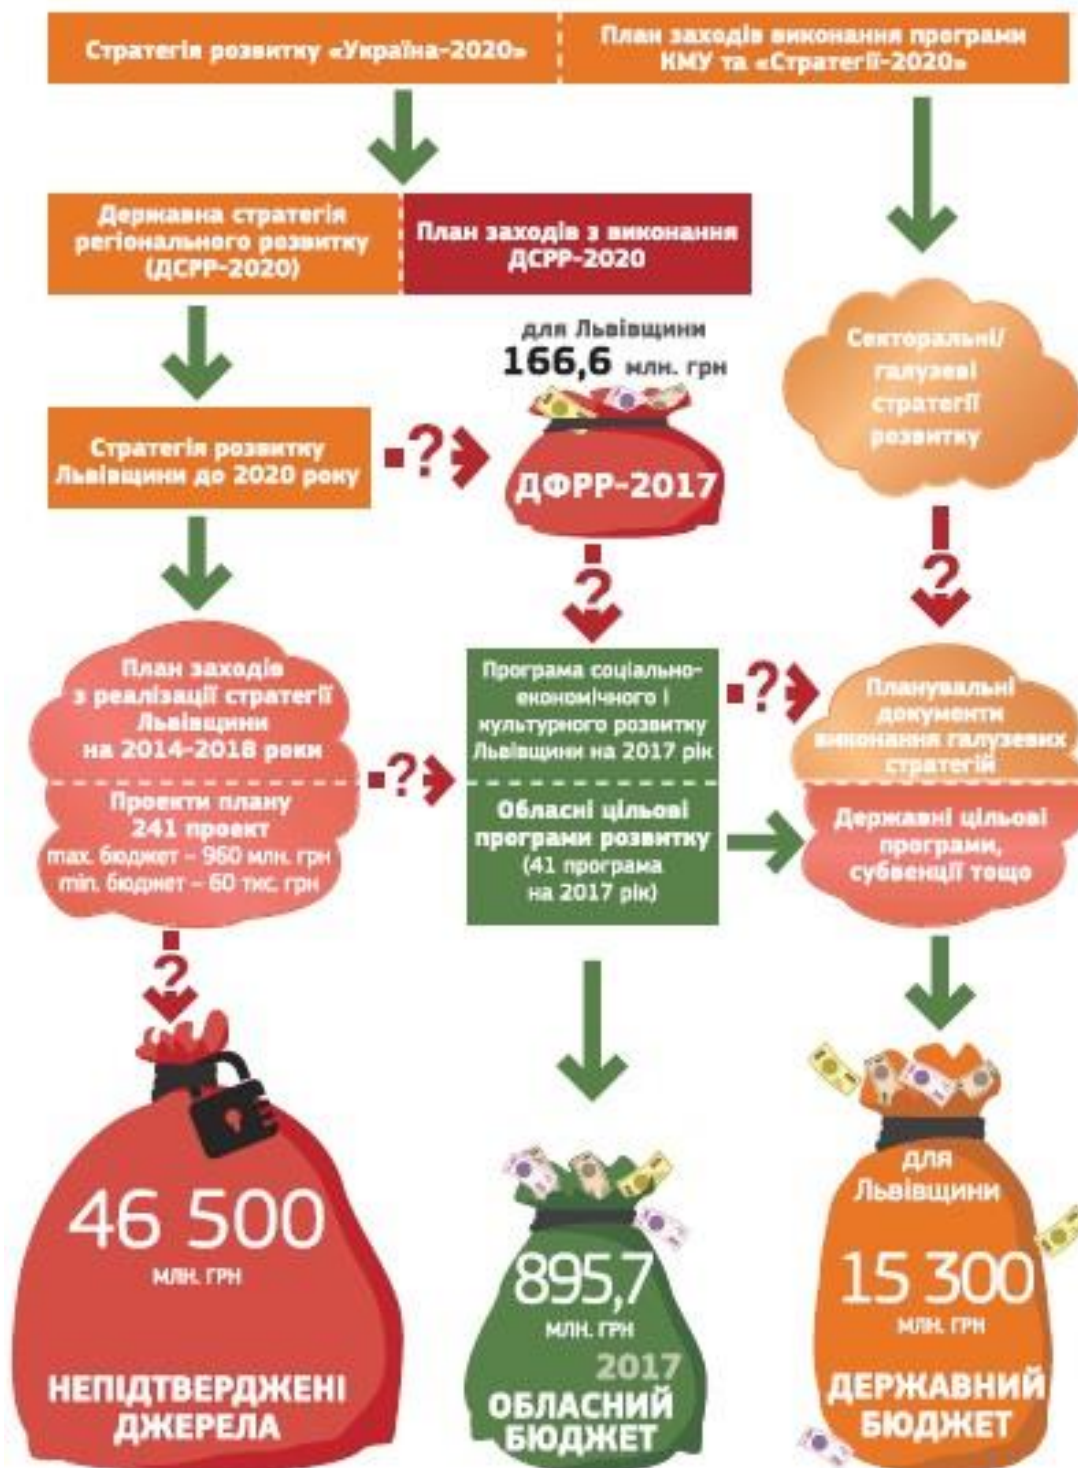 Стратегія розвитку «Україна-2020»
План заходів виконання програми
КМУ та «Стратегії-2020»
Державна стратегія
регіонального розвитку
(ДСРР-2020)
План заходів з виконання
ДСРР-2020
для Львівщини
166,6 млн. грн
Секторальні/
галузеві
стратегії
розвитку
Стратегія розвитку
Львівщини до 2020 року
?
ДФРР-2017
?
?
План заходів
з реалізації стратегії
Львівщини
на 2014-2018 роки
Проекти плану
241 проект
max. бюджет – 960 млн. грн
min. бюджет – 60 тис. грн
?
Програма соціально-
економічного і
культурного розвитку
Львівщини на 2017 рік
Обласні цільові
програми розвитку
(41 програма
на 2017 рік)
?
Планувальні
документи
виконання галузевих
стратегій
Державні цільові
програми,
субвенції тощо
?
46 500
млн. грн
НЕПІДТВЕРДЖЕНІ
ДЖЕРЕЛА
895,7
млн. грн
2017
ОБЛАСНИЙ
БЮДЖЕТ
для
Львівщини
15 300
млн. грн
ДЕРЖАВНИЙ
БЮДЖЕТ